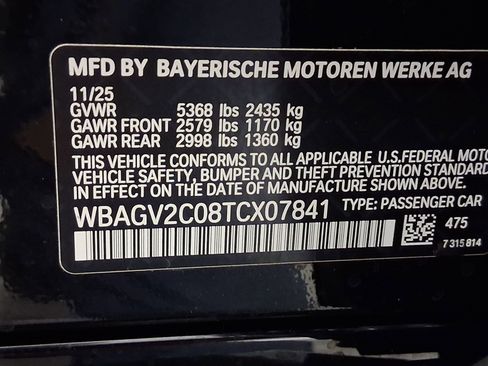 MFD BY BAYERISCHE MOTOREN WERKE AG
11/25
GVWR 5368 lbs 2435 kg
GAWR FRONT 2579 lbs 1170 kg
GAWR REAR 2998 lbs 1360 kg
THIS VEHICLE CONFORMS TO ALL APPLICABLE U.S.FEDERAL MOTO
VEHICLE SAFETY, BUMPER AND THEFT PREVENTION STANDARDS
IN EFFECT ON THE DATE OF MANUFACTURE SHOWN ABOVE.
WBAGV2C08TCX07841 TYPE: PASSENGER CAR
475
7 315 814